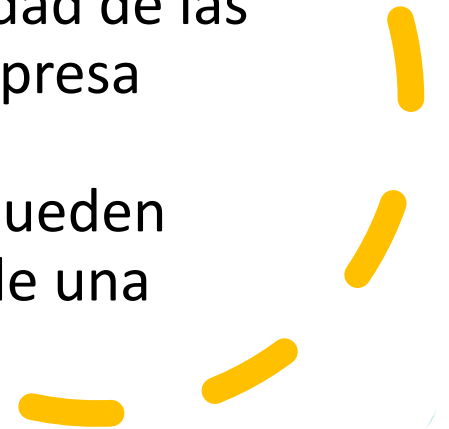 dad de las
presa
ueden
le una